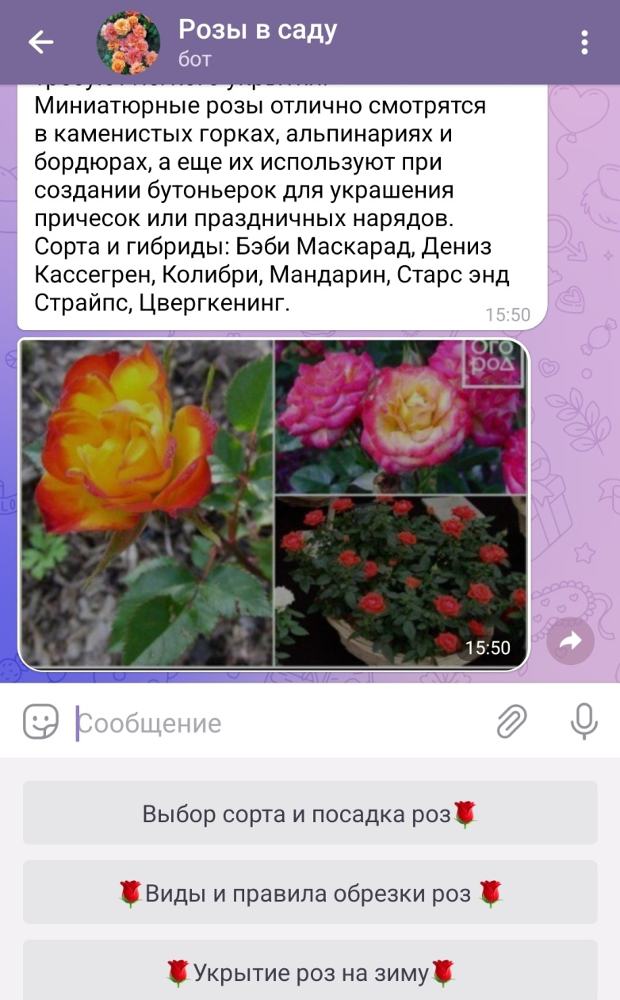 Розы в саду
бот
Миниатюрные розы отлично смотрятся
в каменистых горках, альпинариях и
бордюрах, а еще их используют при
создании бутоньерок для украшения
причесок или праздничных нарядов.
Сорта и гибриды: Бэби Маскарад, Дениз
Кассегрен, Колибри, Мандарин, Старс энд
Страйпс, Цвергкенинг.
15:50
ОГО
РОД
15:50
Сообщение
Выбор сорта и посадка роз🌹
🌹Виды и правила обрезки роз 🌹
🌹Укрытие роз на зиму🌹